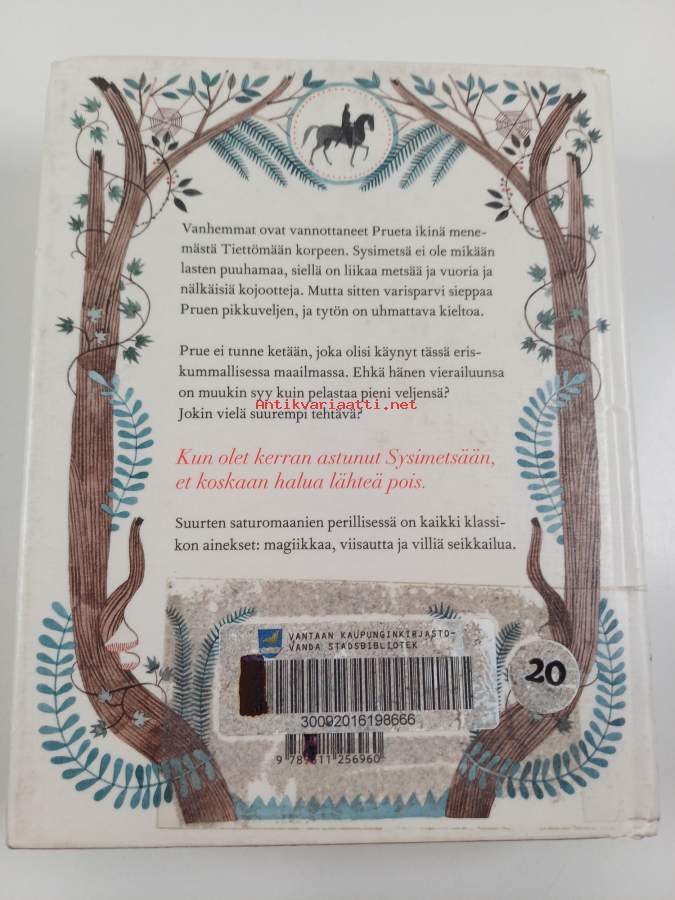 Vanhemmat ovat vannottaneet Prueta ikinä mene-
mästä Tiettömään korpeen. Sysimetsä ei ole mikään
lasten puuhamaa, siellä on liikaa metsää ja vuoria ja
nälkäisiä kojootteja. Mutta sitten varisparvi sieppaa
Pruen pikkuveljen, ja tytön on uhmattava kieltoa.
Prue ei tunne ketään, joka olisi käynyt tässä eris-
kummallisessa maailmassa. Ehkä hänen vierailuunsa
on muukin syy kuin pelastaa pieni veljensä?
Antikvariaatti.net
Jokin vielä suurempi tehtävä?
Kun olet kerran astunut Sysimetsään,
et koskaan halua lähteä pois.
Suurten saturomaanien perillisessä on kaikki klassi-
kon ainekset: magiikkaa, viisautta ja villiä seikkailua.
VANTAAN KAUPUNGINKIRJASTO-
VANDA STADSBIBLIOTEK
30092016198666
20
11 256960